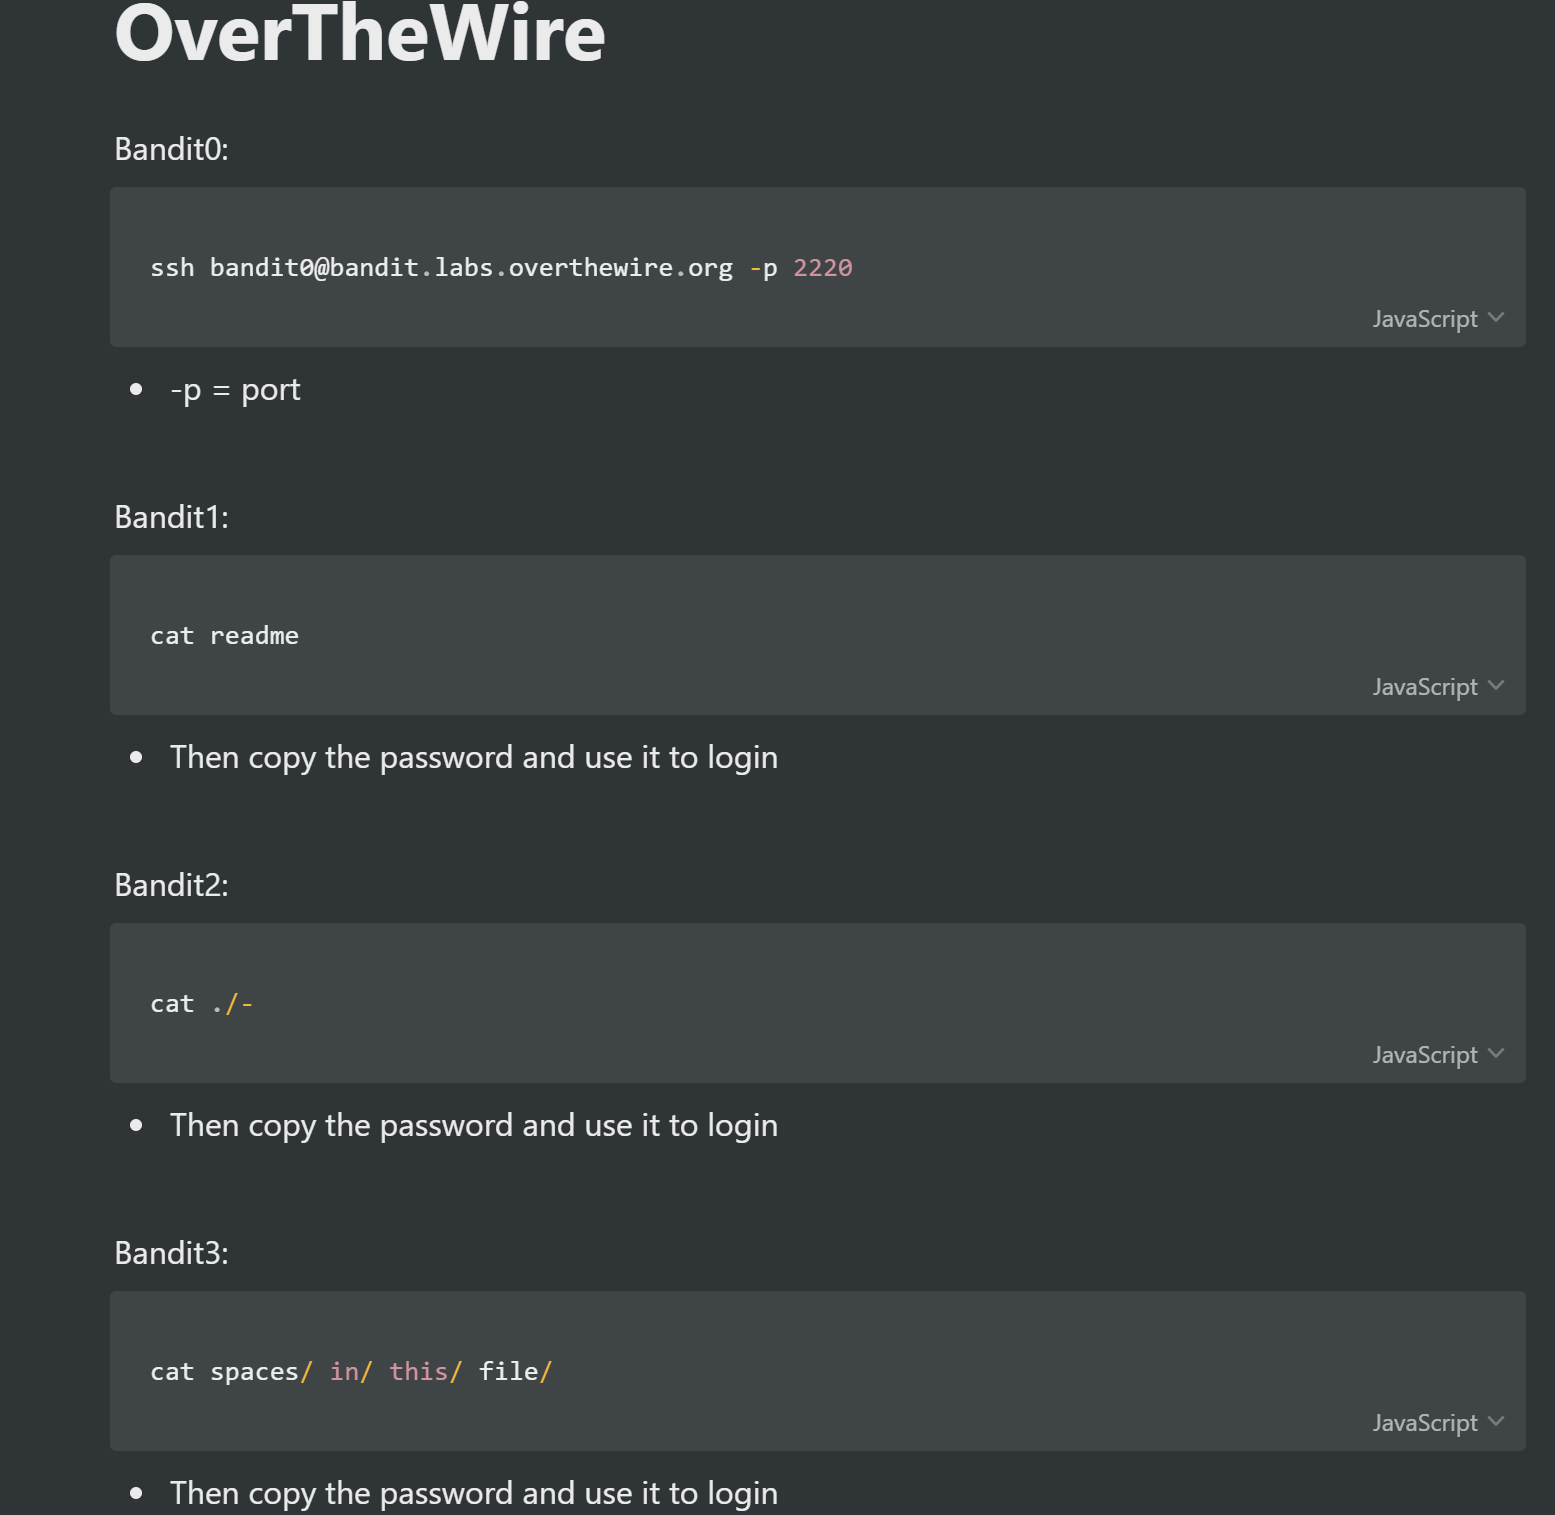 OverTheWire
Bandit0:
ssh bandit0@bandit.labs.overthewire.org -p 2220
JavaScript
-p = port
Bandit1:
cat readme
JavaScript
Then copy the password and use it to login
Bandit2:
cat ./-
JavaScript
Then copy the password and use it to login
Bandit3:
cat spaces/ in/ this/ file/
JavaScript
Then copy the password and use it to login